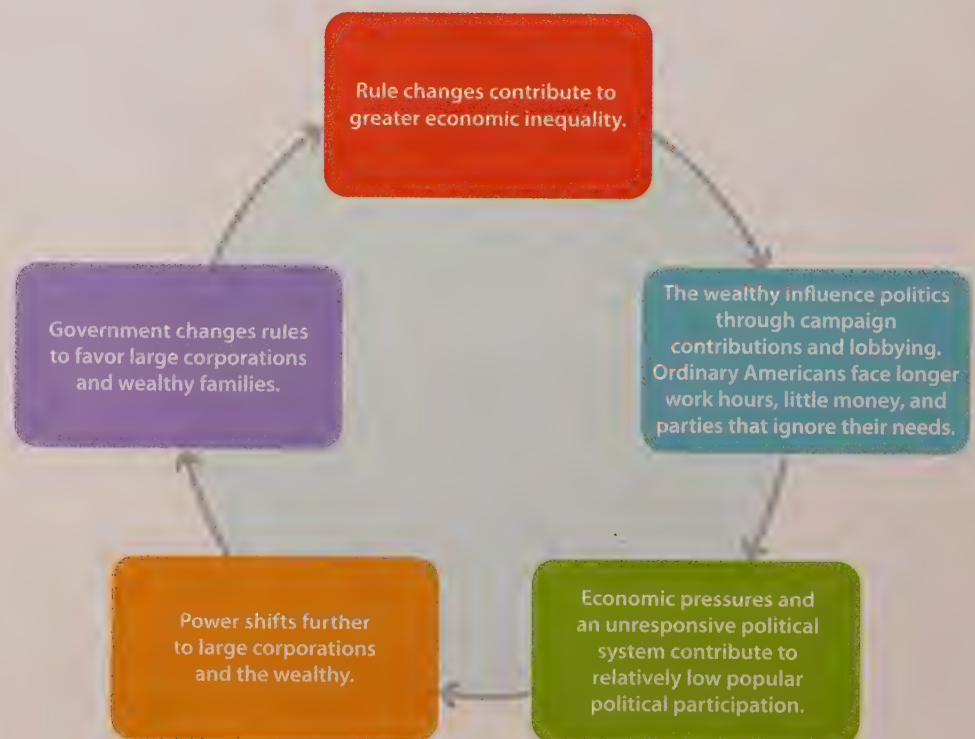 Rule changes contribute to
greater economic inequality.
The wealthy influence politics
through campaign
contributions and lobbying.
Ordinary Americans face longer
work hours, little money, and
parties that ignore their needs.
Economic pressures and
an unresponsive political
system contribute to
relatively low popular
political participation.
Power shifts further
to large corporations
and the wealthy.
Government changes rules
to favor large corporations
and wealthy families.